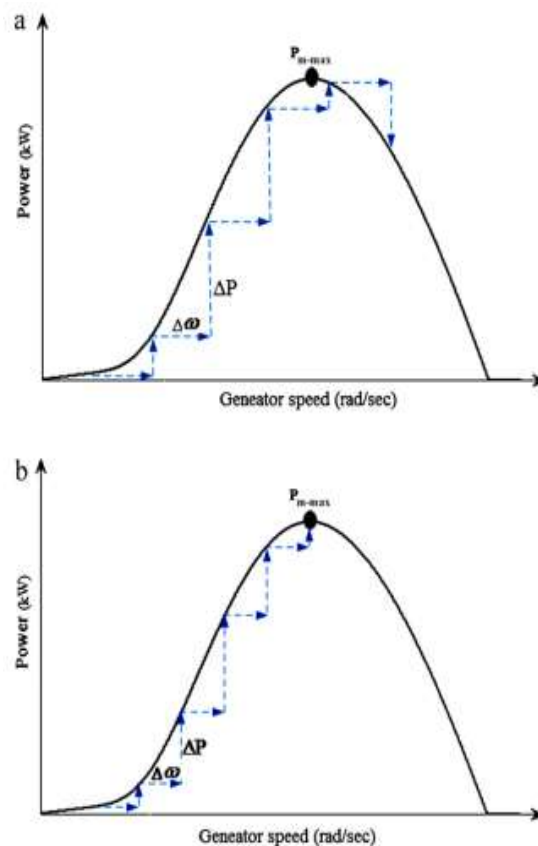 a
Pm-max
Power (kW)
ΔP
Δω
Geneator speed (rad/sec)
b
Pm-max
Power (kW)
ΔP
Δω
Geneator speed (rad/sec)